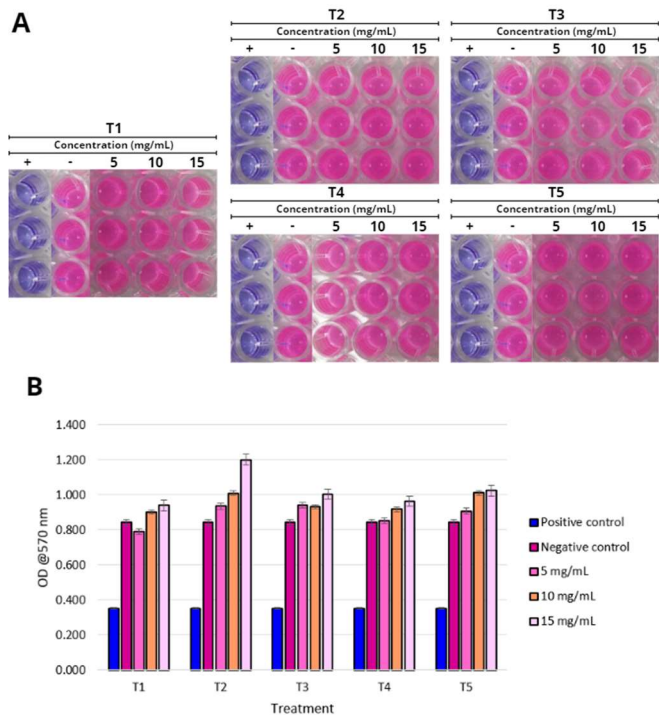 A
T1
Concentration (mg/mL)
+ - 5 10 15
T2
Concentration (mg/mL)
+ - 5 10 15
T3
Concentration (mg/mL)
+ - 5 10 15
T4
Concentration (mg/mL)
+ - 5 10 15
T5
Concentration (mg/mL)
+ - 5 10 15
B
OD @570 nm
1.400
1.200
1.000
0.800
0.600
0.400
0.200
0.000
T1 T2 T3 T4 T5
Treatment
Positive control
Negative control
5 mg/mL
10 mg/mL
15 mg/mL